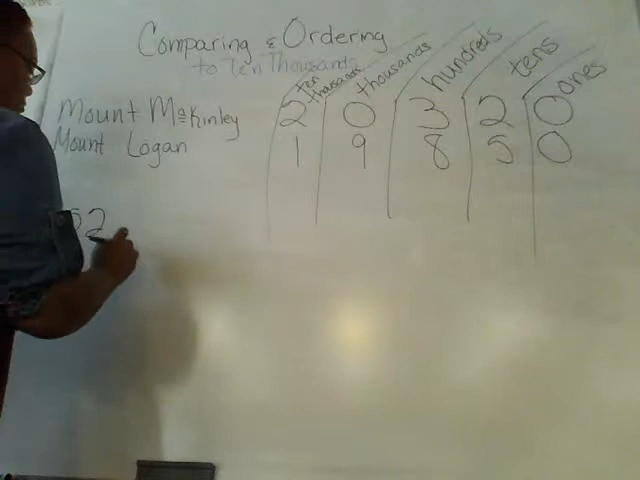 Comparing & Ordering
to Ten Thousands
ten thousands thousands hundreds tens ones
Mount McKinley 2 0 3 2 0
Mount Logan 1 9 8 5 0
52